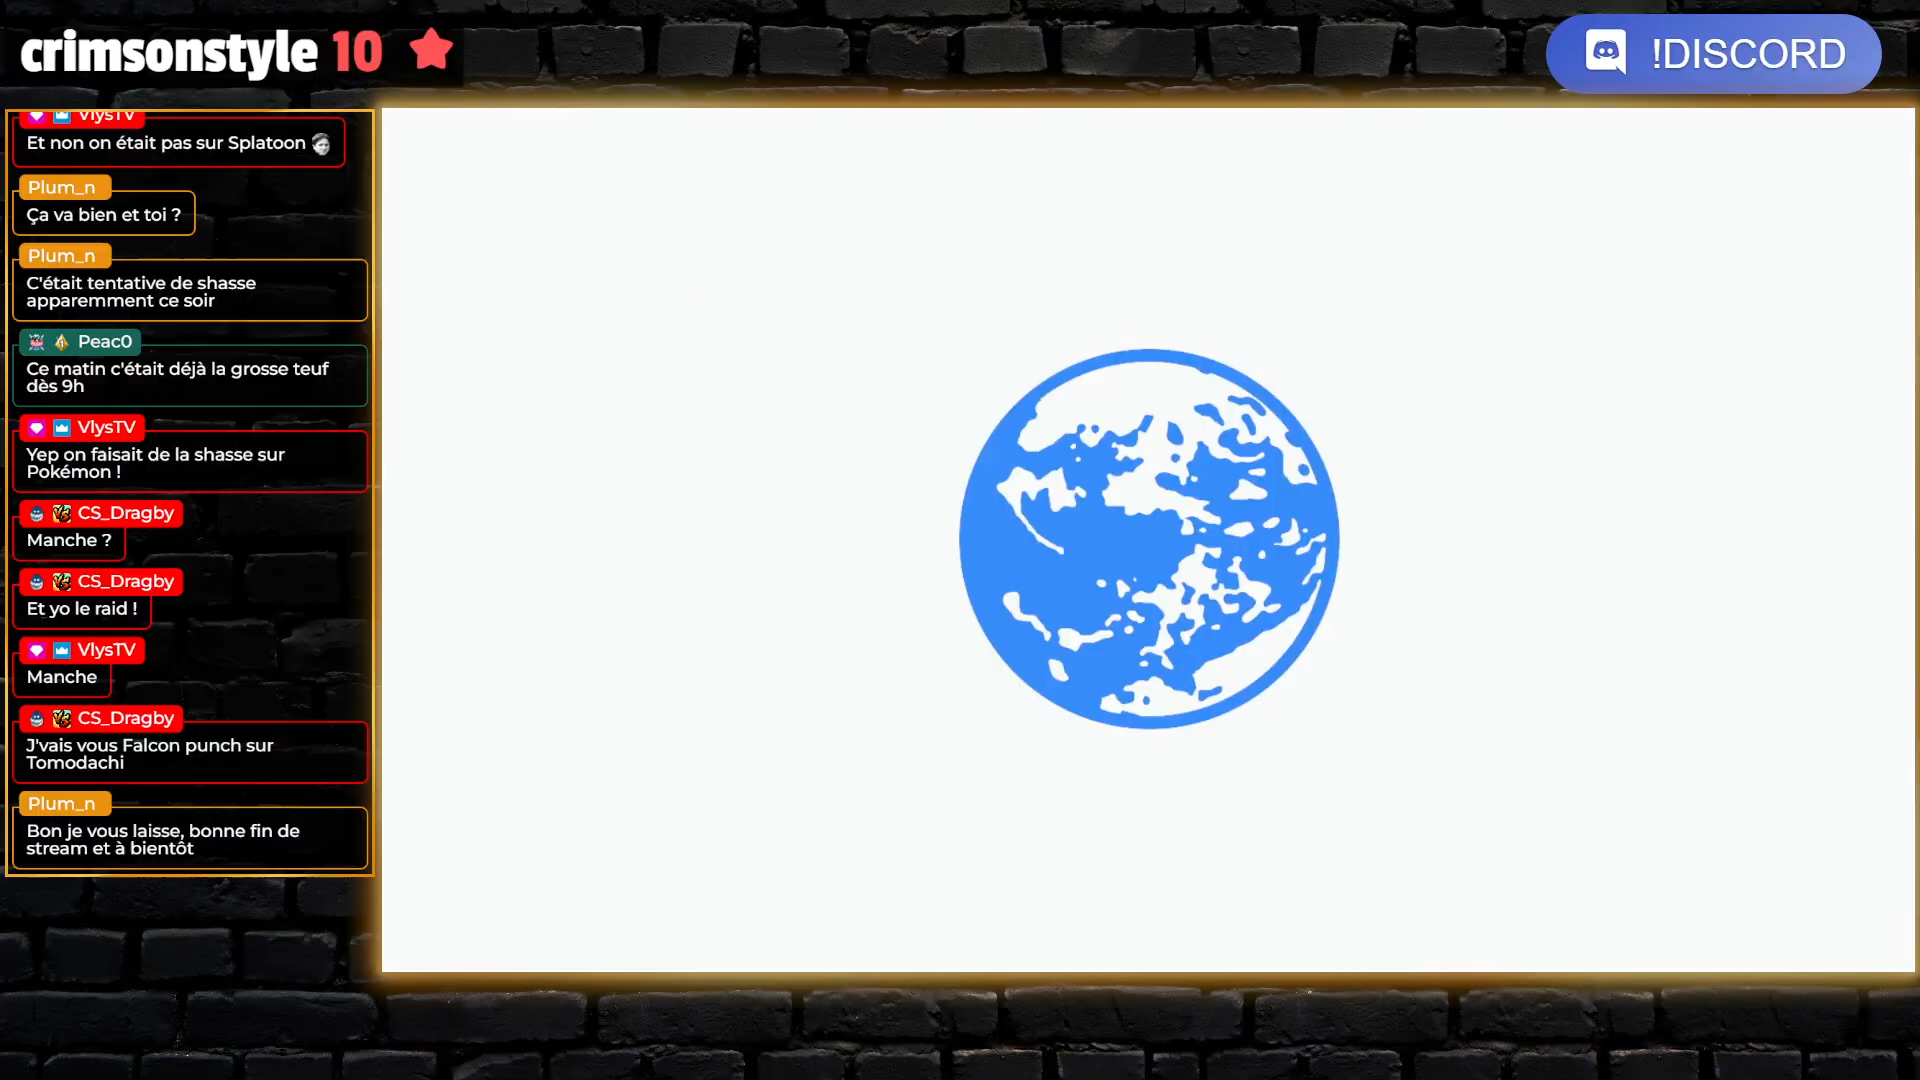 crimsonstyle 10
!DISCORD
VlysTV
Et non on était pas sur Splatoon
Plum_n
Ça va bien et toi ?
Plum_n
C'était tentative de shasse
apparemment ce soir
Peac0
Ce matin c'était déjà la grosse teuf
dès 9h
VlysTV
Yep on faisait de la shasse sur
Pokémon !
CS_Dragby
Manche ?
CS_Dragby
Et yo le raid !
VlysTV
Manche
CS_Dragby
J'vais vous Falcon punch sur
Tomodachi
Plum_n
Bon je vous laisse, bonne fin de
stream et à bientôt